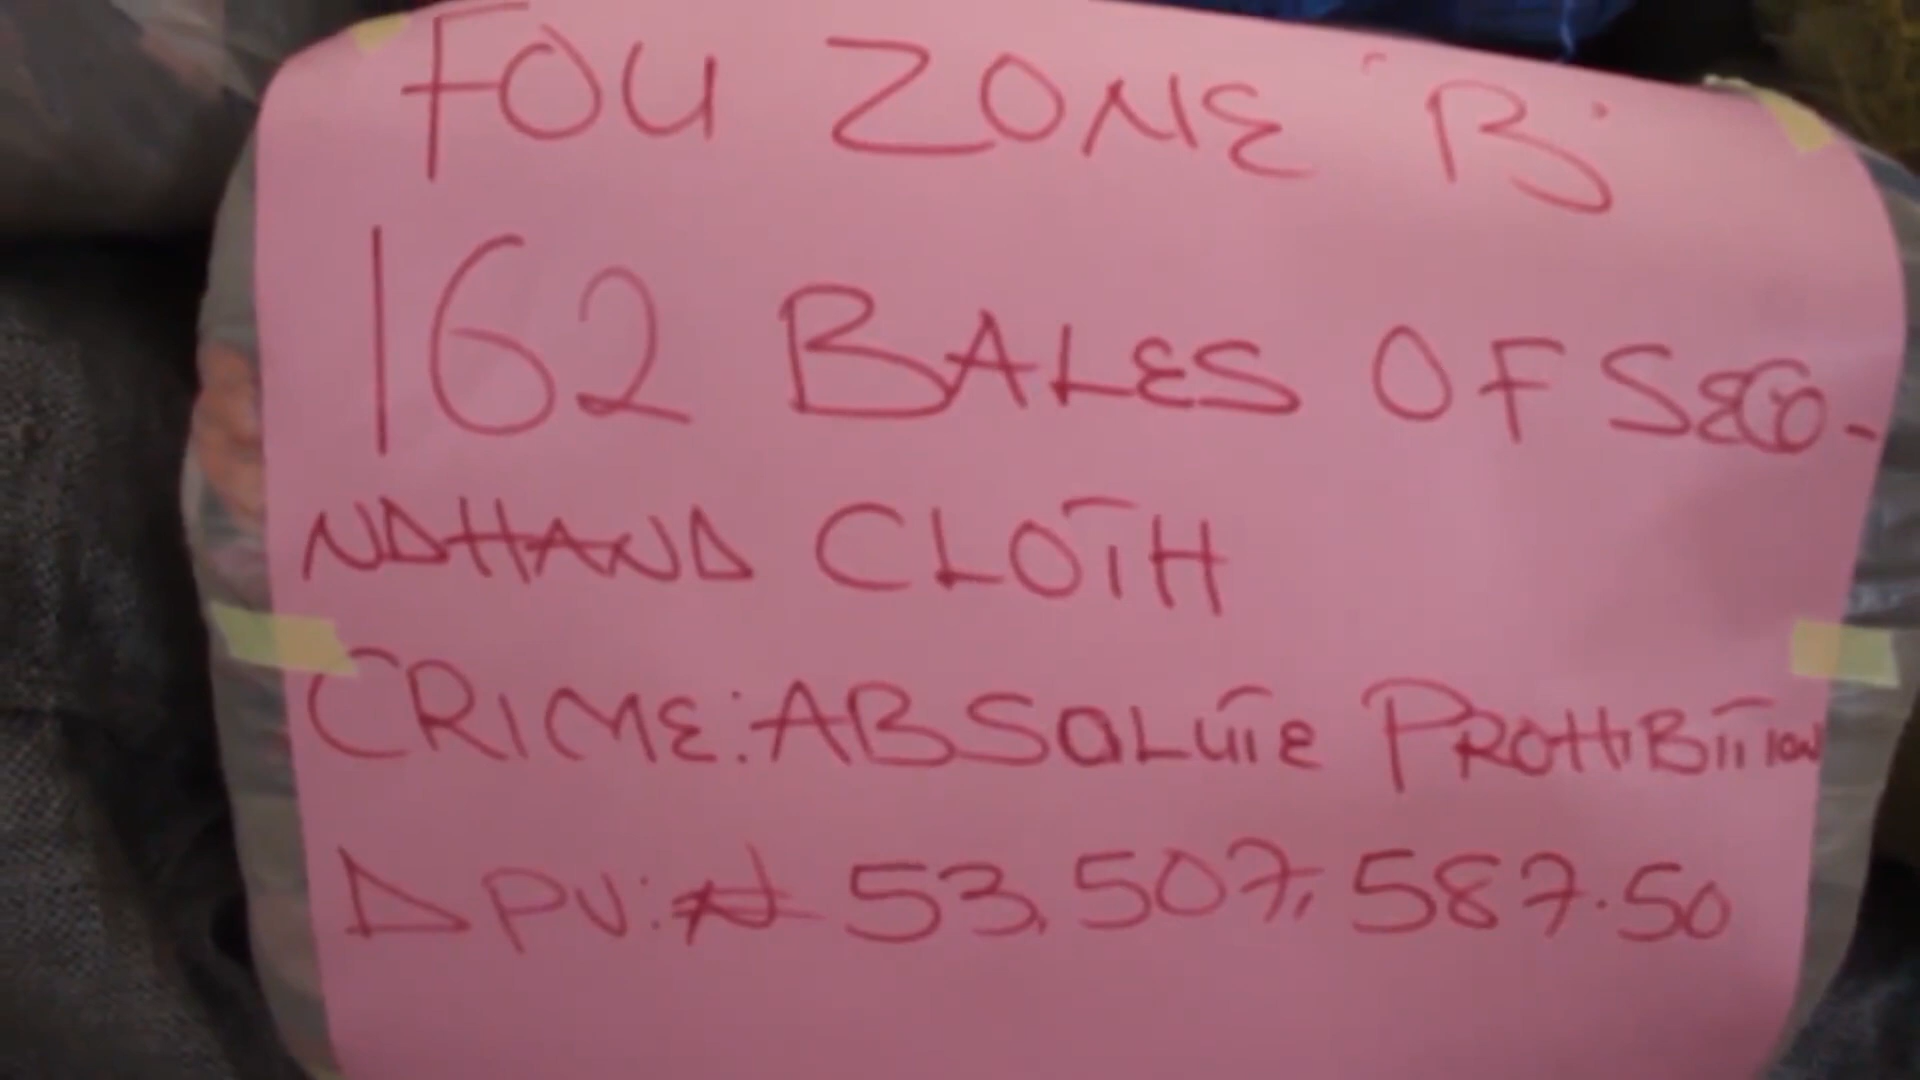 FOU ZONE "B"
162 BALES OF SECO-
NDHAND CLOTH
CRIME: ABSOLUTE PROHIBITION
DPV: ₦ 53,507,587.50